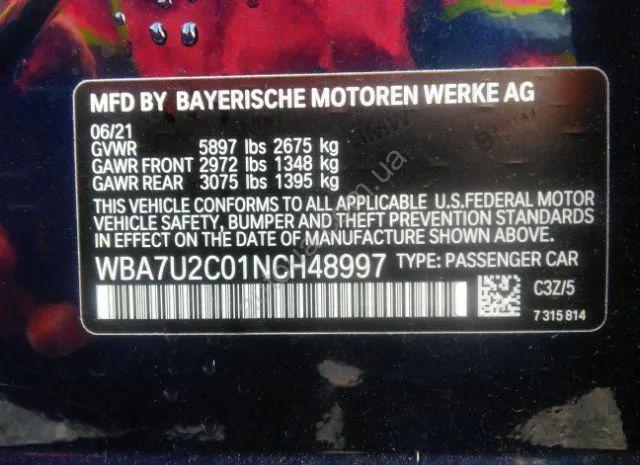 MFD BY BAYERISCHE MOTOREN WERKE AG
06/21
GVWR 5897 lbs 2675 kg
GAWR FRONT 2972 lbs 1348 kg
GAWR REAR 3075 lbs 1395 kg
THIS VEHICLE CONFORMS TO ALL APPLICABLE U.S.FEDERAL MOTOR
VEHICLE SAFETY, BUMPER AND THEFT PREVENTION STANDARDS
IN EFFECT ON THE DATE OF MANUFACTURE SHOWN ABOVE.
WBA7U2C01NCH48997 TYPE: PASSENGER CAR
C3Z/5
7 315 814